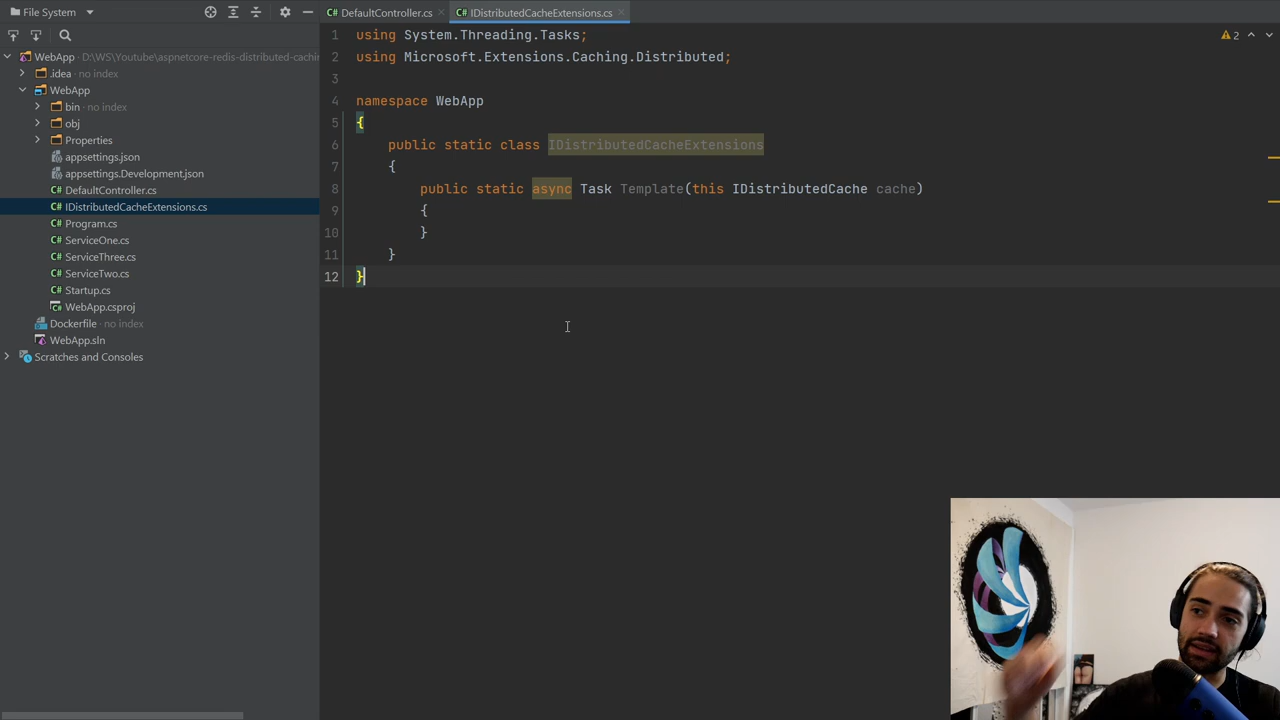 File System
DefaultController.cs
IDistributedCacheExtensions.cs
WebApp D:\WS\Youtube\aspnetcore-redis-distributed-cachin
.idea no index
WebApp
bin no index
obj
Properties
appsettings.json
appsettings.Development.json
DefaultController.cs
IDistributedCacheExtensions.cs
Program.cs
ServiceOne.cs
ServiceThree.cs
ServiceTwo.cs
Startup.cs
WebApp.csproj
Dockerfile no index
WebApp.sln
Scratches and Consoles
2
1 using System.Threading.Tasks;
2 using Microsoft.Extensions.Caching.Distributed;
3
4 namespace WebApp
5 {
6 public static class IDistributedCacheExtensions
7 {
8 public static async Task Template(this IDistributedCache cache)
9 {
10 }
11 }
12 }